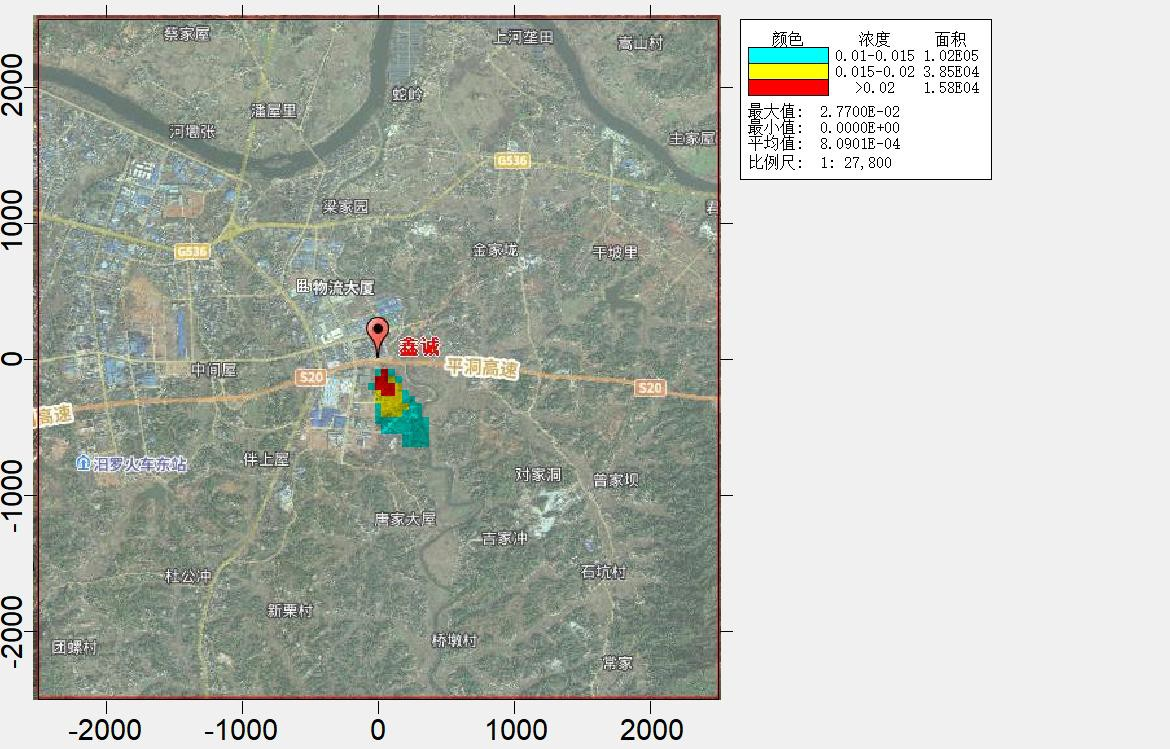 蔡家屋
上河垄田
高山村
2000
蛇岭
潘屋里
河墈张
主家屋
G536
梁家园
1000
G536
金家垅
干坡里
物流大厦
鑫诚
0
中间屋
S20
平洞高速
S20
高速
汨罗火车东站
伴上屋
对家洞
曾家坝
-1000
唐家大屋
吉家冲
杜公冲
石坑村
新栗村
-2000
团螺村
桥墩村
常家
-2000
-1000
0
1000
2000
颜色 浓度 面积
0.01-0.015 1.02E05
0.015-0.02 3.85E04
>0.02 1.58E04
最大值: 2.7700E-02
最小值: 0.0000E+00
平均值: 8.0901E-04
比例尺: 1: 27,800